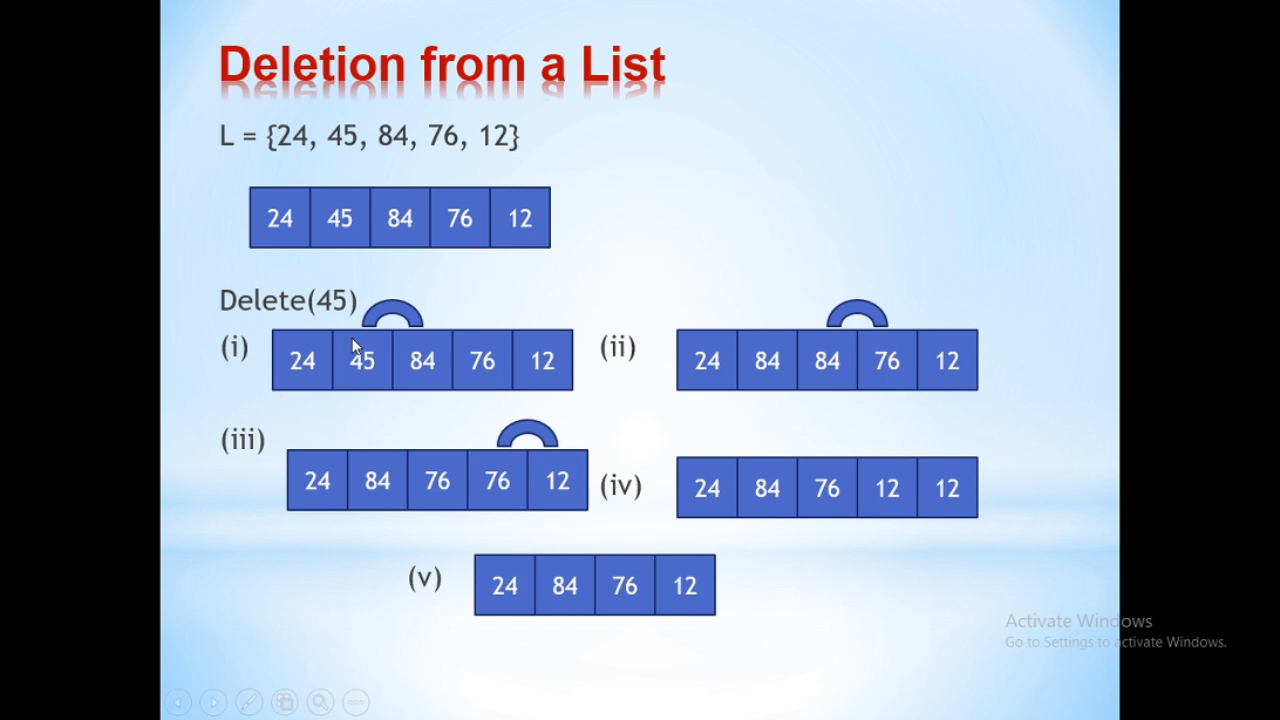 Deletion from a List
L = {24, 45, 84, 76, 12}
24 45 84 76 12
Delete(45)
(i) 24 45 84 76 12
(ii) 24 84 84 76 12
(iii) 24 84 76 76 12
(iv) 24 84 76 12 12
(v) 24 84 76 12
Activate Windows
Go to Settings to activate Windows.